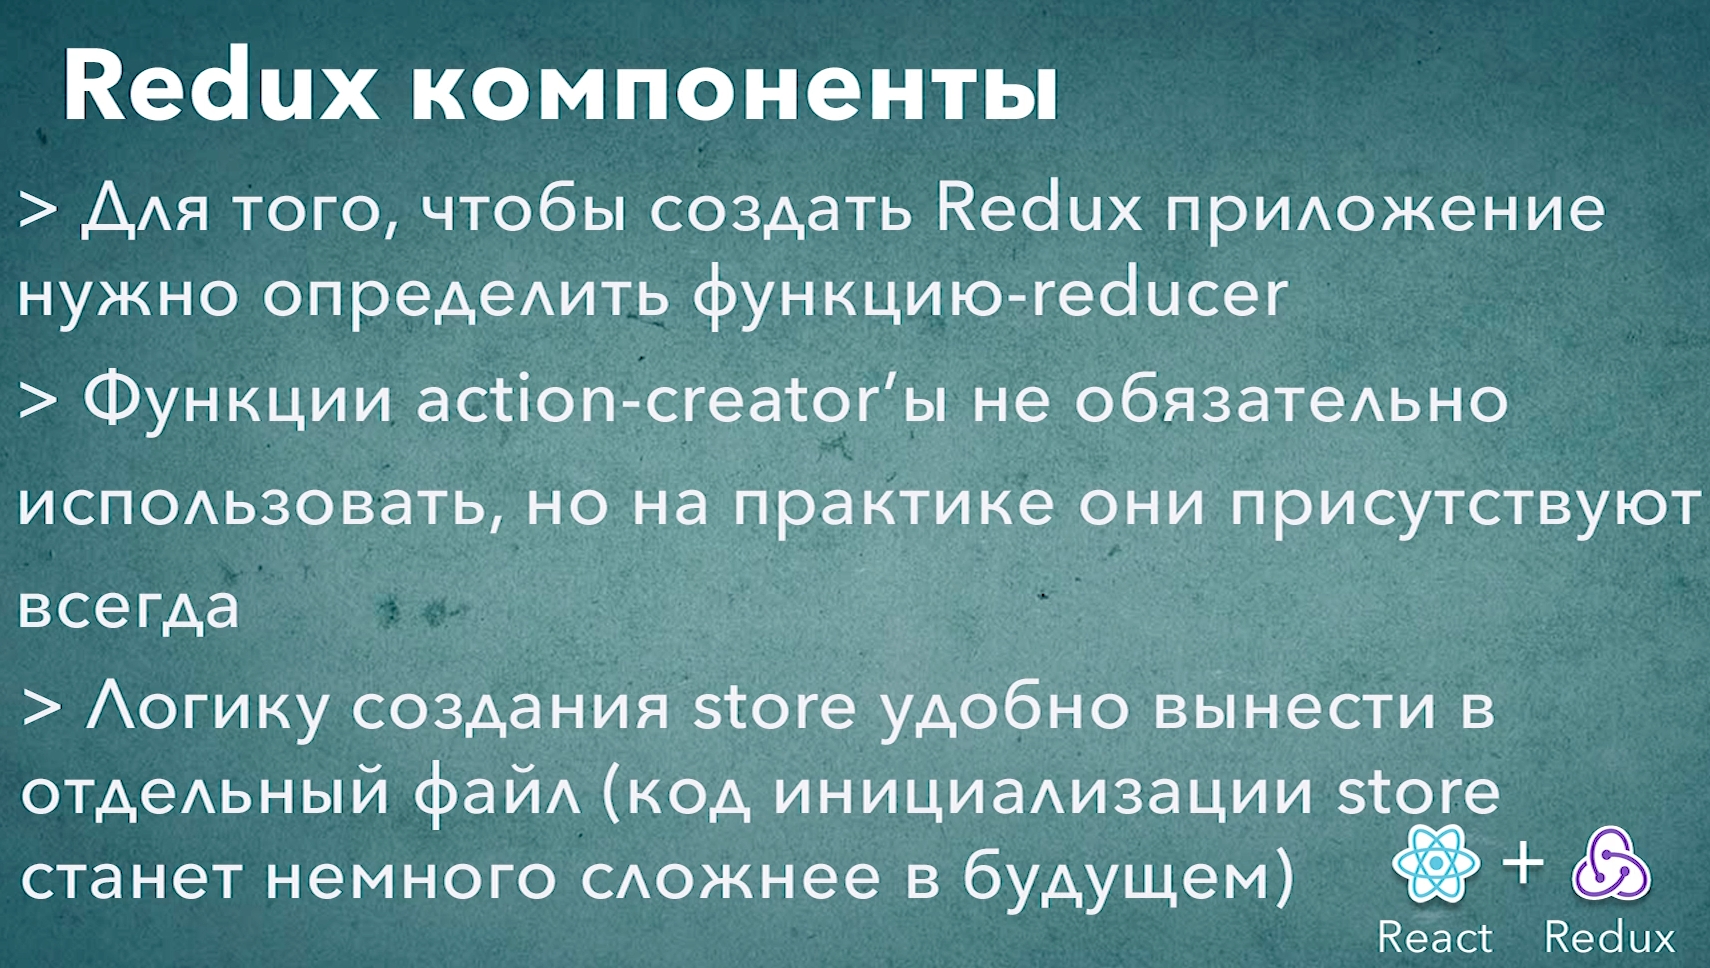 Redux компоненты
> Для того, чтобы создать Redux приложение
нужно определить функцию-reducer
> Функции action-creator’ы не обязательно
использовать, но на практике они присутствуют
всегда
> Логику создания store удобно вынести в
отдельный файл (код инициализации store
станет немного сложнее в будущем)
+
React Redux